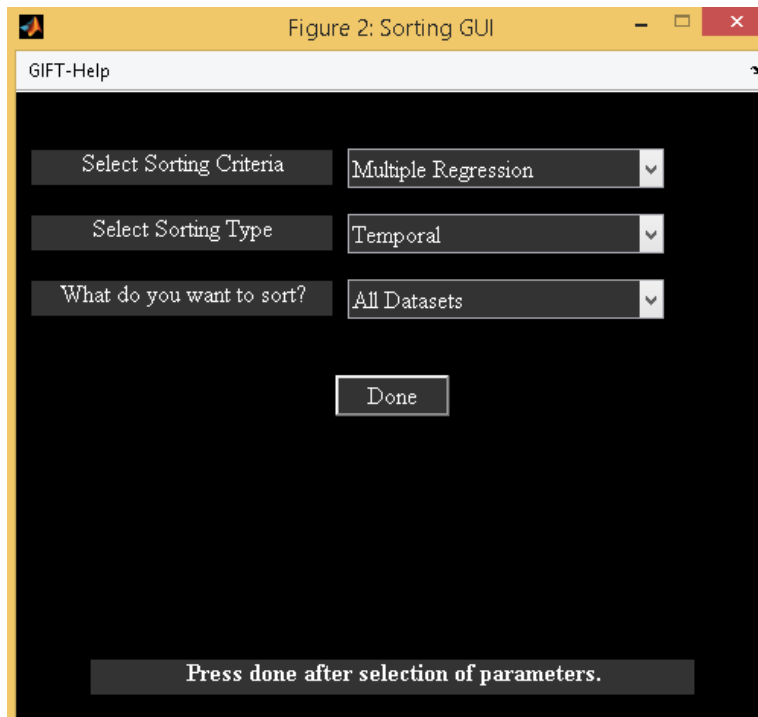 Figure 2: Sorting GUI
GIFT-Help
Select Sorting Criteria Multiple Regression
Select Sorting Type Temporal
What do you want to sort? All Datasets
Done
Press done after selection of parameters.